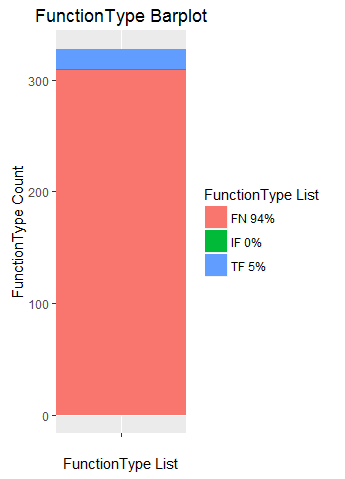 FunctionType Barplot
FunctionType Count
300
200
100
0
FunctionType List
FunctionType List
FN 94%
IF 0%
TF 5%